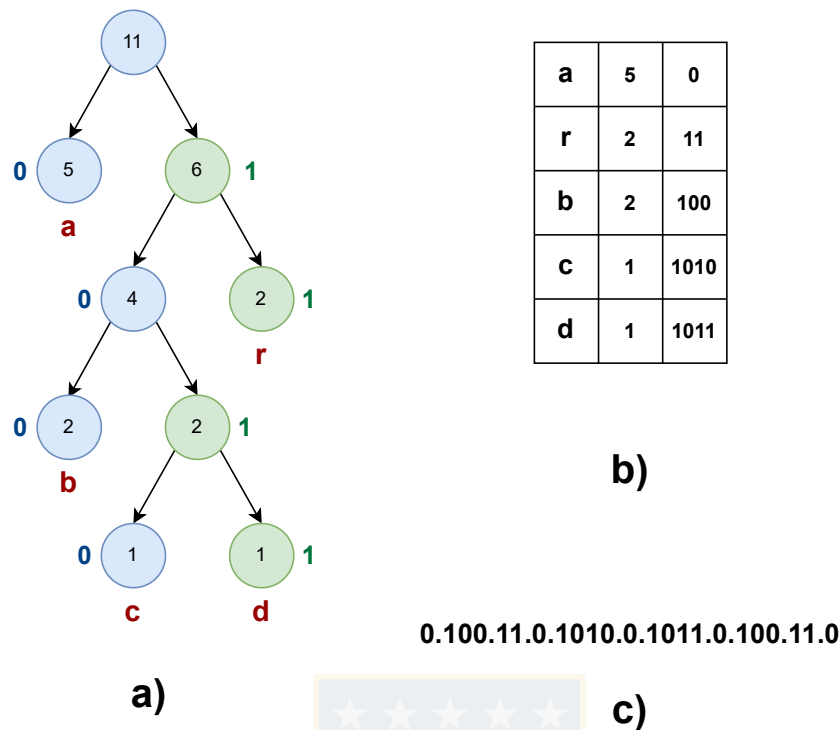 11
0 5 6 1
a
0 4 2 1
r
0 2 2 1
b
0 1 1 1
c d
a)
a 5 0
r 2 11
b 2 100
c 1 1010
d 1 1011
b)
0.100.11.0.1010.0.1011.0.100.11.0
c)